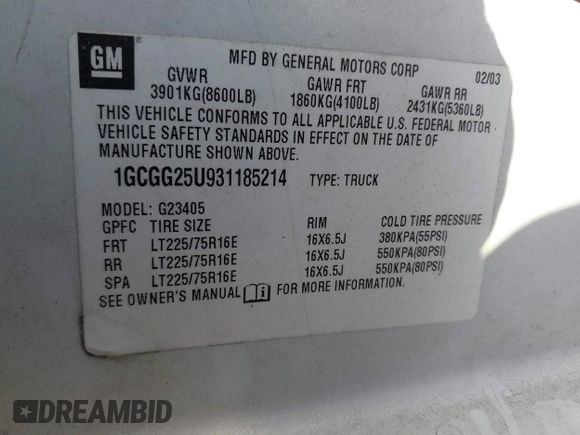 GM
MFD BY GENERAL MOTORS CORP 02/03
GVWR GAWR FRT GAWR RR
3901KG(8600LB) 1860KG(4100LB) 2431KG(5360LB)
THIS VEHICLE CONFORMS TO ALL APPLICABLE U.S. FEDERAL MOTOR
VEHICLE SAFETY STANDARDS IN EFFECT ON THE DATE OF
MANUFACTURE SHOWN ABOVE.
1GCGG25U931185214 TYPE: TRUCK
MODEL: G23405
GPFC TIRE SIZE RIM COLD TIRE PRESSURE
FRT LT225/75R16E 16X6.5J 380KPA(55PSI)
RR LT225/75R16E 16X6.5J 550KPA(80PSI)
SPA LT225/75R16E 16X6.5J 550KPA(80PSI)
SEE OWNER'S MANUAL FOR MORE INFORMATION.
DREAMBID